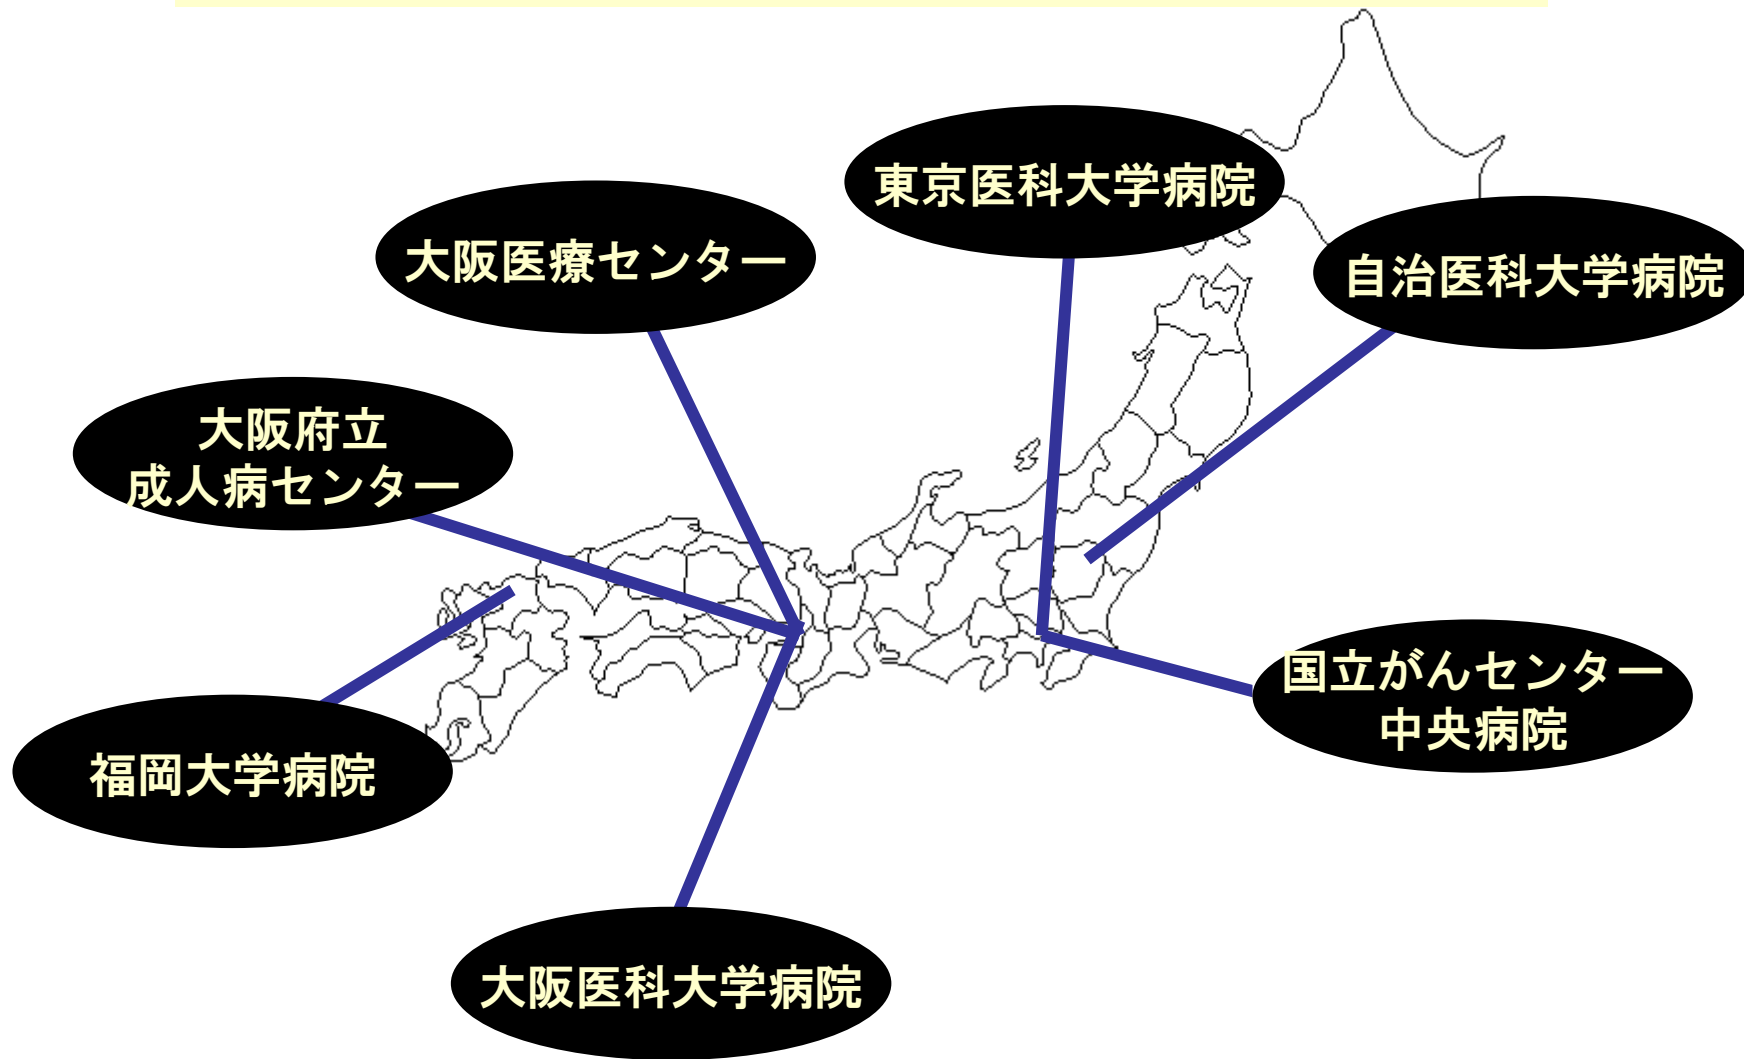 東京医科大学病院
自治医科大学病院
大阪医療センター
大阪府立
成人病センター
国立がんセンター
中央病院
福岡大学病院
大阪医科大学病院